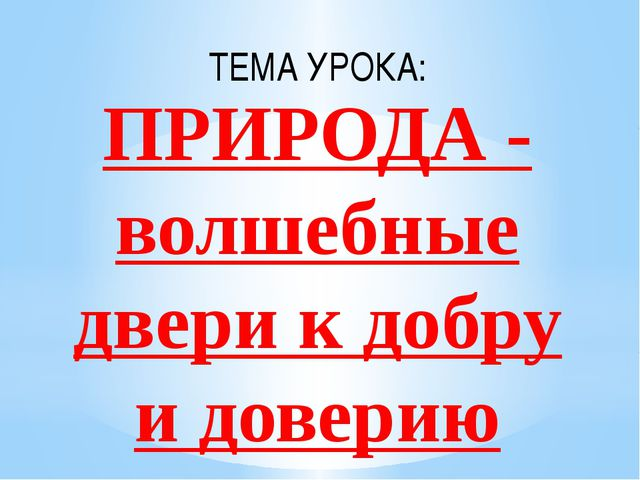 ТЕМА УРОКА:
ПРИРОДА -
волшебные
двери к добру
и доверию